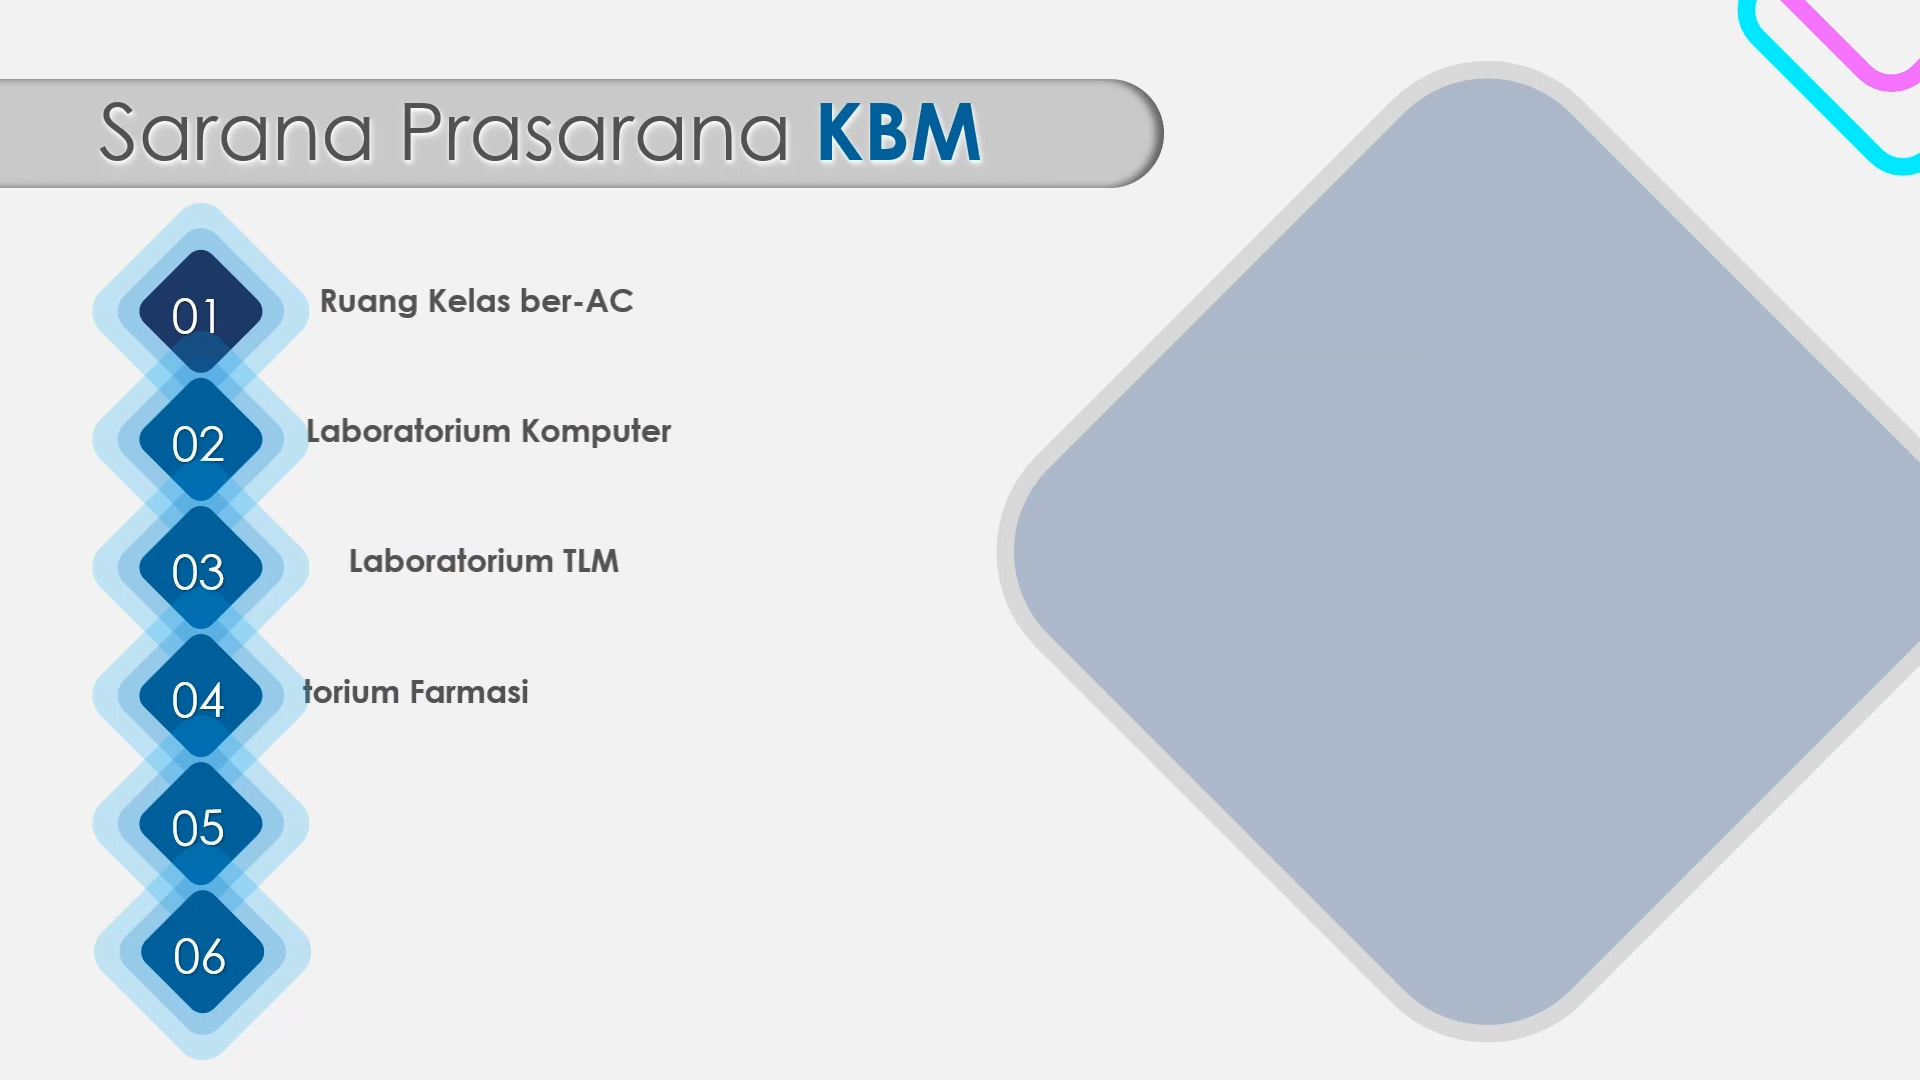 Sarana Prasarana KBM
01
Ruang Kelas ber-AC
02
Laboratorium Komputer
03
Laboratorium TLM
04
torium Farmasi
05
06